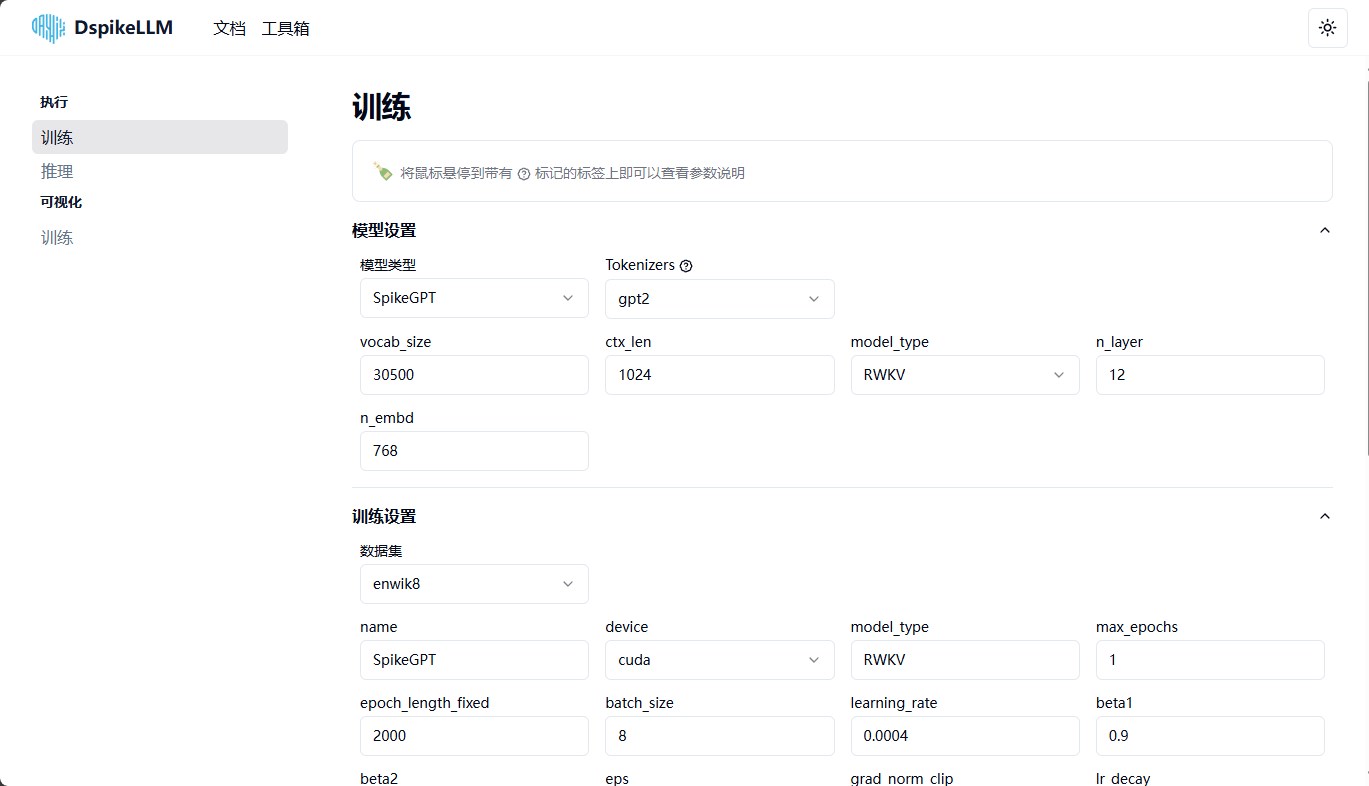 DspikeLLM 文档 工具箱
执行
训练
推理
可视化
训练
训练
将鼠标悬停到带有 ? 标记的标签上即可以查看参数说明
模型设置
模型类型 Tokenizers ?
SpikeGPT gpt2
vocab_size ctx_len model_type n_layer
30500 1024 RWKV 12
n_embd
768
训练设置
数据集
enwik8
name device model_type max_epochs
SpikeGPT cuda RWKV 1
epoch_length_fixed batch_size learning_rate beta1
2000 8 0.0004 0.9
beta2 eps grad_norm_clip lr_decay